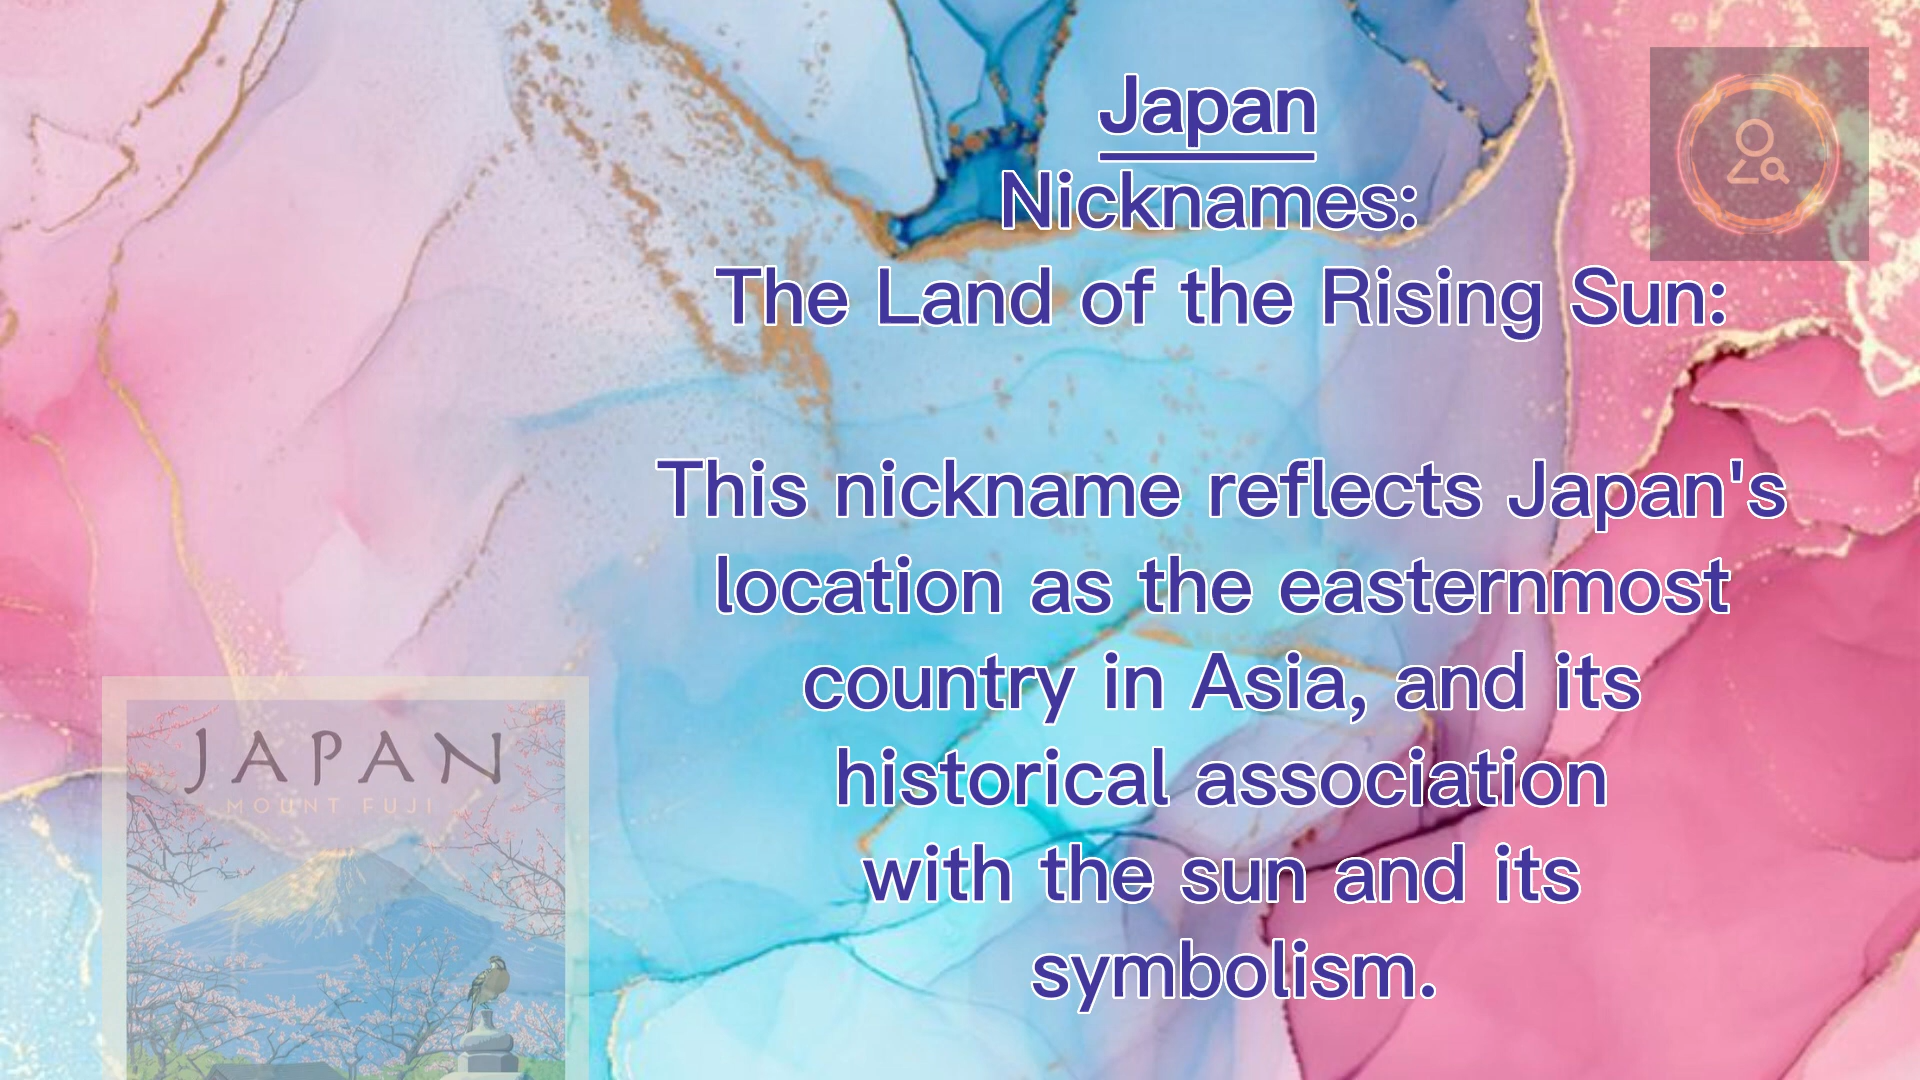 Japan
Nicknames:
The Land of the Rising Sun:
This nickname reflects Japan's
location as the easternmost
country in Asia, and its
historical association
with the sun and its
symbolism.
JAPAN
MOUNT FUJI